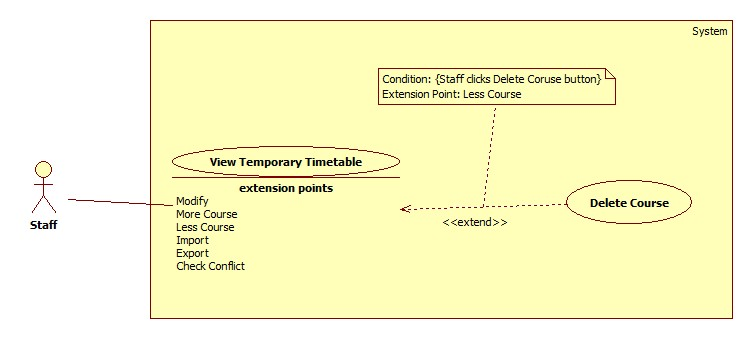 System
Condition: {Staff clicks Delete Coruse button}
Extension Point: Less Course
View Temporary Timetable
extension points
Modify
More Course
Less Course
Import
Export
Check Conflict
<<extend>>
Delete Course
Staff